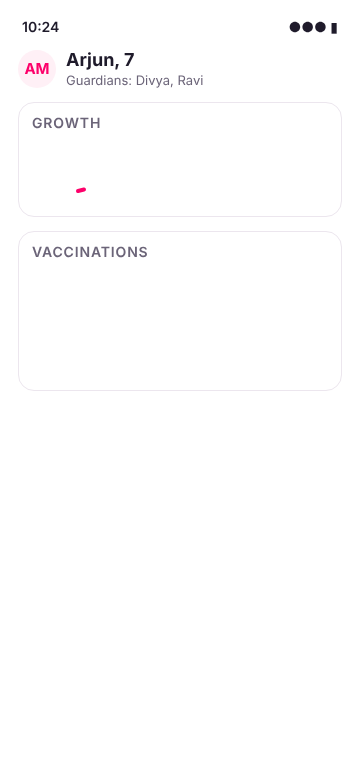 10:24
AM
Arjun, 7
Guardians: Divya, Ravi
GROWTH
VACCINATIONS